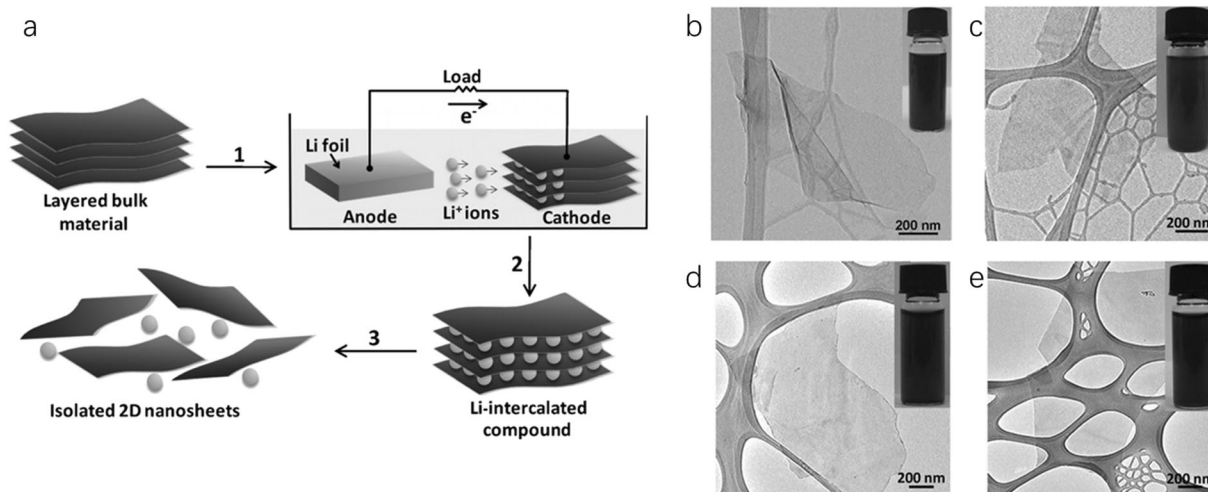 a
Load
e-
Li foil
1
Layered bulk
material
Anode
Li+ ions
Cathode
2
3
Isolated 2D nanosheets
Li-intercalated
compound
b
200 nm
c
200 nm
d
200 nm
e
200 nm